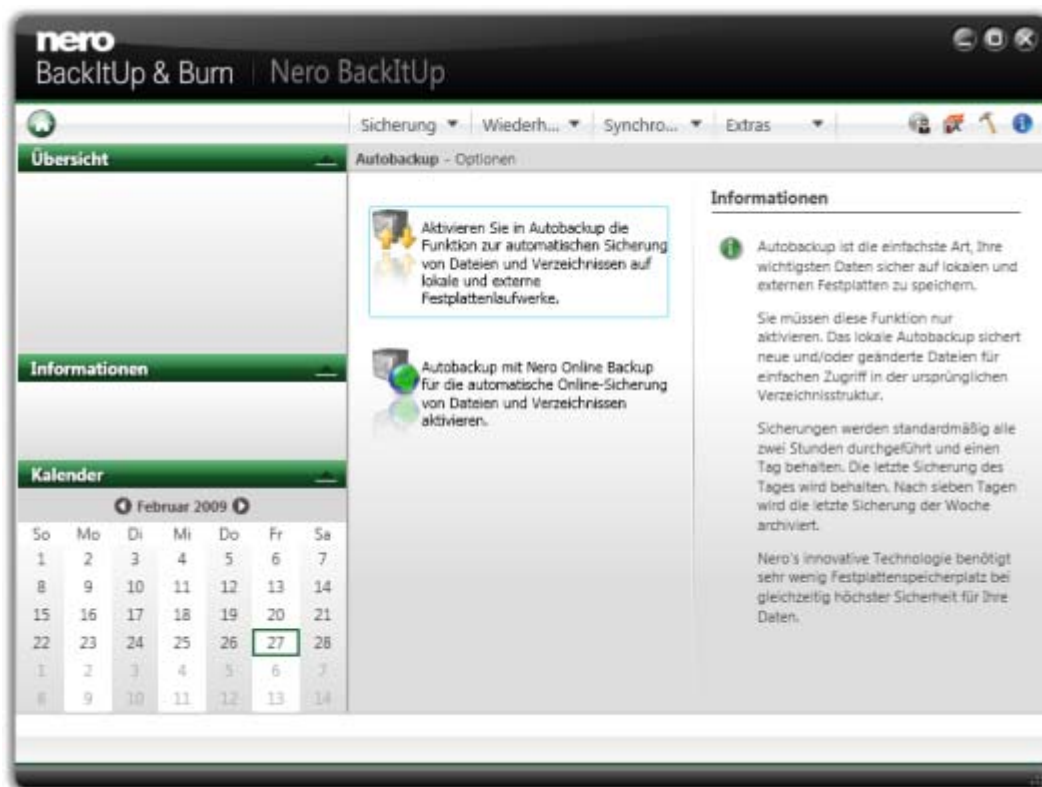 nero
BackItUp & Burn | Nero BackItUp
Sicherung Wiederh... Synchro... Extras
Übersicht
Autobackup - Optionen
Aktivieren Sie in Autobackup die
Funktion zur automatischen Sicherung
von Dateien und Verzeichnissen auf
lokale und externe
Festplattenlaufwerke.
Autobackup mit Nero Online Backup
für die automatische Online-Sicherung
von Dateien und Verzeichnissen
aktivieren.
Informationen
Autobackup ist die einfachste Art, Ihre
wichtigsten Daten sicher auf lokalen und
externen Festplatten zu speichern.
Sie müssen diese Funktion nur
aktivieren. Das lokale Autobackup sichert
neue und/oder geänderte Dateien für
einfachen Zugriff in der ursprünglichen
Verzeichnisstruktur.
Sicherungen werden standardmäßig alle
zwei Stunden durchgeführt und einen
Tag behalten. Die letzte Sicherung des
Tages wird behalten. Nach sieben Tagen
wird die letzte Sicherung der Woche
archiviert.
Nero's innovative Technologie benötigt
sehr wenig Festplattenspeicherplatz bei
gleichzeitig höchster Sicherheit für Ihre
Daten.
Informationen
Kalender
Februar 2009
So Mo Di Mi Do Fr Sa
1 2 3 4 5 6 7
8 9 10 11 12 13 14
15 16 17 18 19 20 21
22 23 24 25 26 27 28
1 2 3 4 5 6 7
8 9 10 11 12 13 14